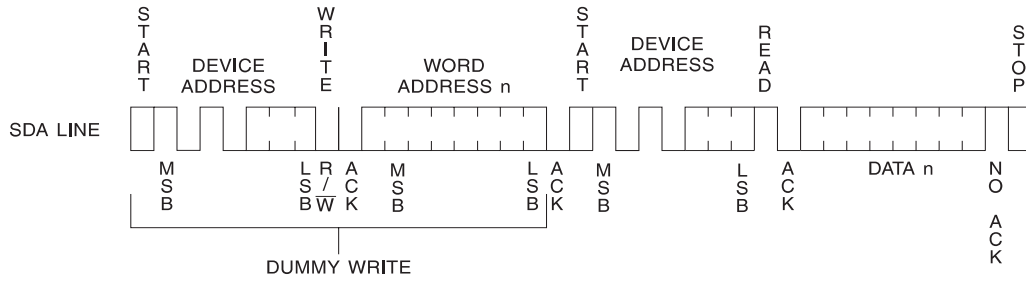 START
DEVICE
ADDRESS
WRITE
WORD
ADDRESS n
START
DEVICE
ADDRESS
READ
STOP
SDA LINE
MSB
LSB
R/W
ACK
MSB
LSB
ACK
MSB
LSB
ACK
DATA n
NO ACK
DUMMY WRITE